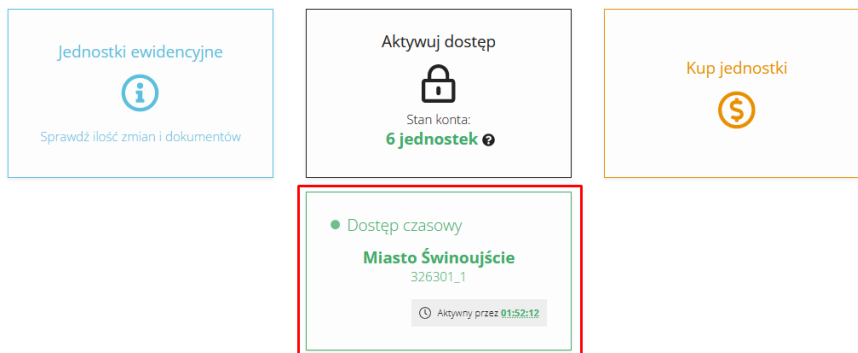 Jednostki ewidencyjne
Sprawdź ilość zmian i dokumentów
Aktywuj dostęp
Stan konta:
6 jednostek ?
Kup jednostki
$
Dostęp czasowy
Miasto Świnoujście
326301_1
Aktywny przez 01:52:12